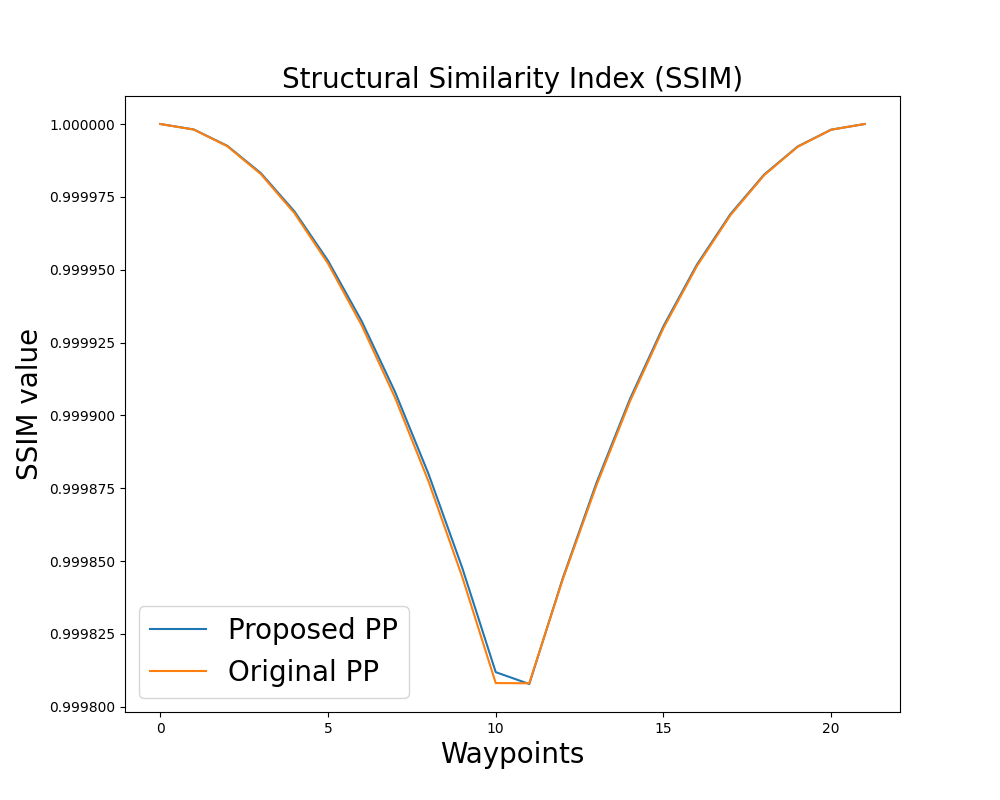 Structural Similarity Index (SSIM)
1.000000
0.999975
0.999950
0.999925
0.999900
0.999875
0.999850
0.999825
0.999800
SSIM value
Proposed PP
Original PP
0 5 10 15 20
Waypoints